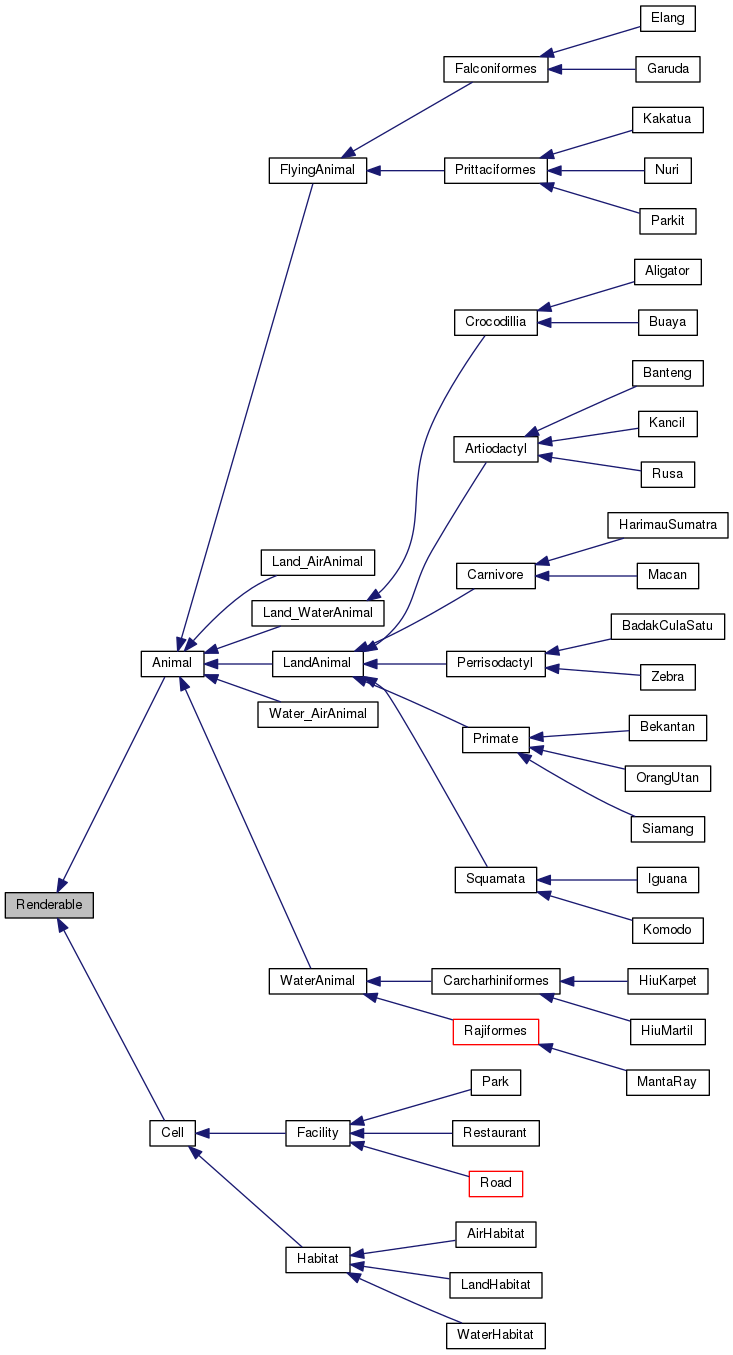 Elang
Falconiformes
Garuda
Kakatua
FlyingAnimal
Prittaciformes
Nuri
Parkit
Aligator
Crocodillia
Buaya
Banteng
Kancil
Artiodactyl
Rusa
HarimauSumatra
Land_AirAnimal
Carnivore
Macan
Land_WaterAnimal
BadakCulaSatu
Animal
LandAnimal
Perrisodactyl
Zebra
Water_AirAnimal
Bekantan
Primate
OrangUtan
Siamang
Squamata
Iguana
Renderable
Komodo
WaterAnimal
Carcharhiniformes
HiuKarpet
Rajiformes
HiuMartil
MantaRay
Park
Cell
Facility
Restaurant
Road
AirHabitat
Habitat
LandHabitat
WaterHabitat